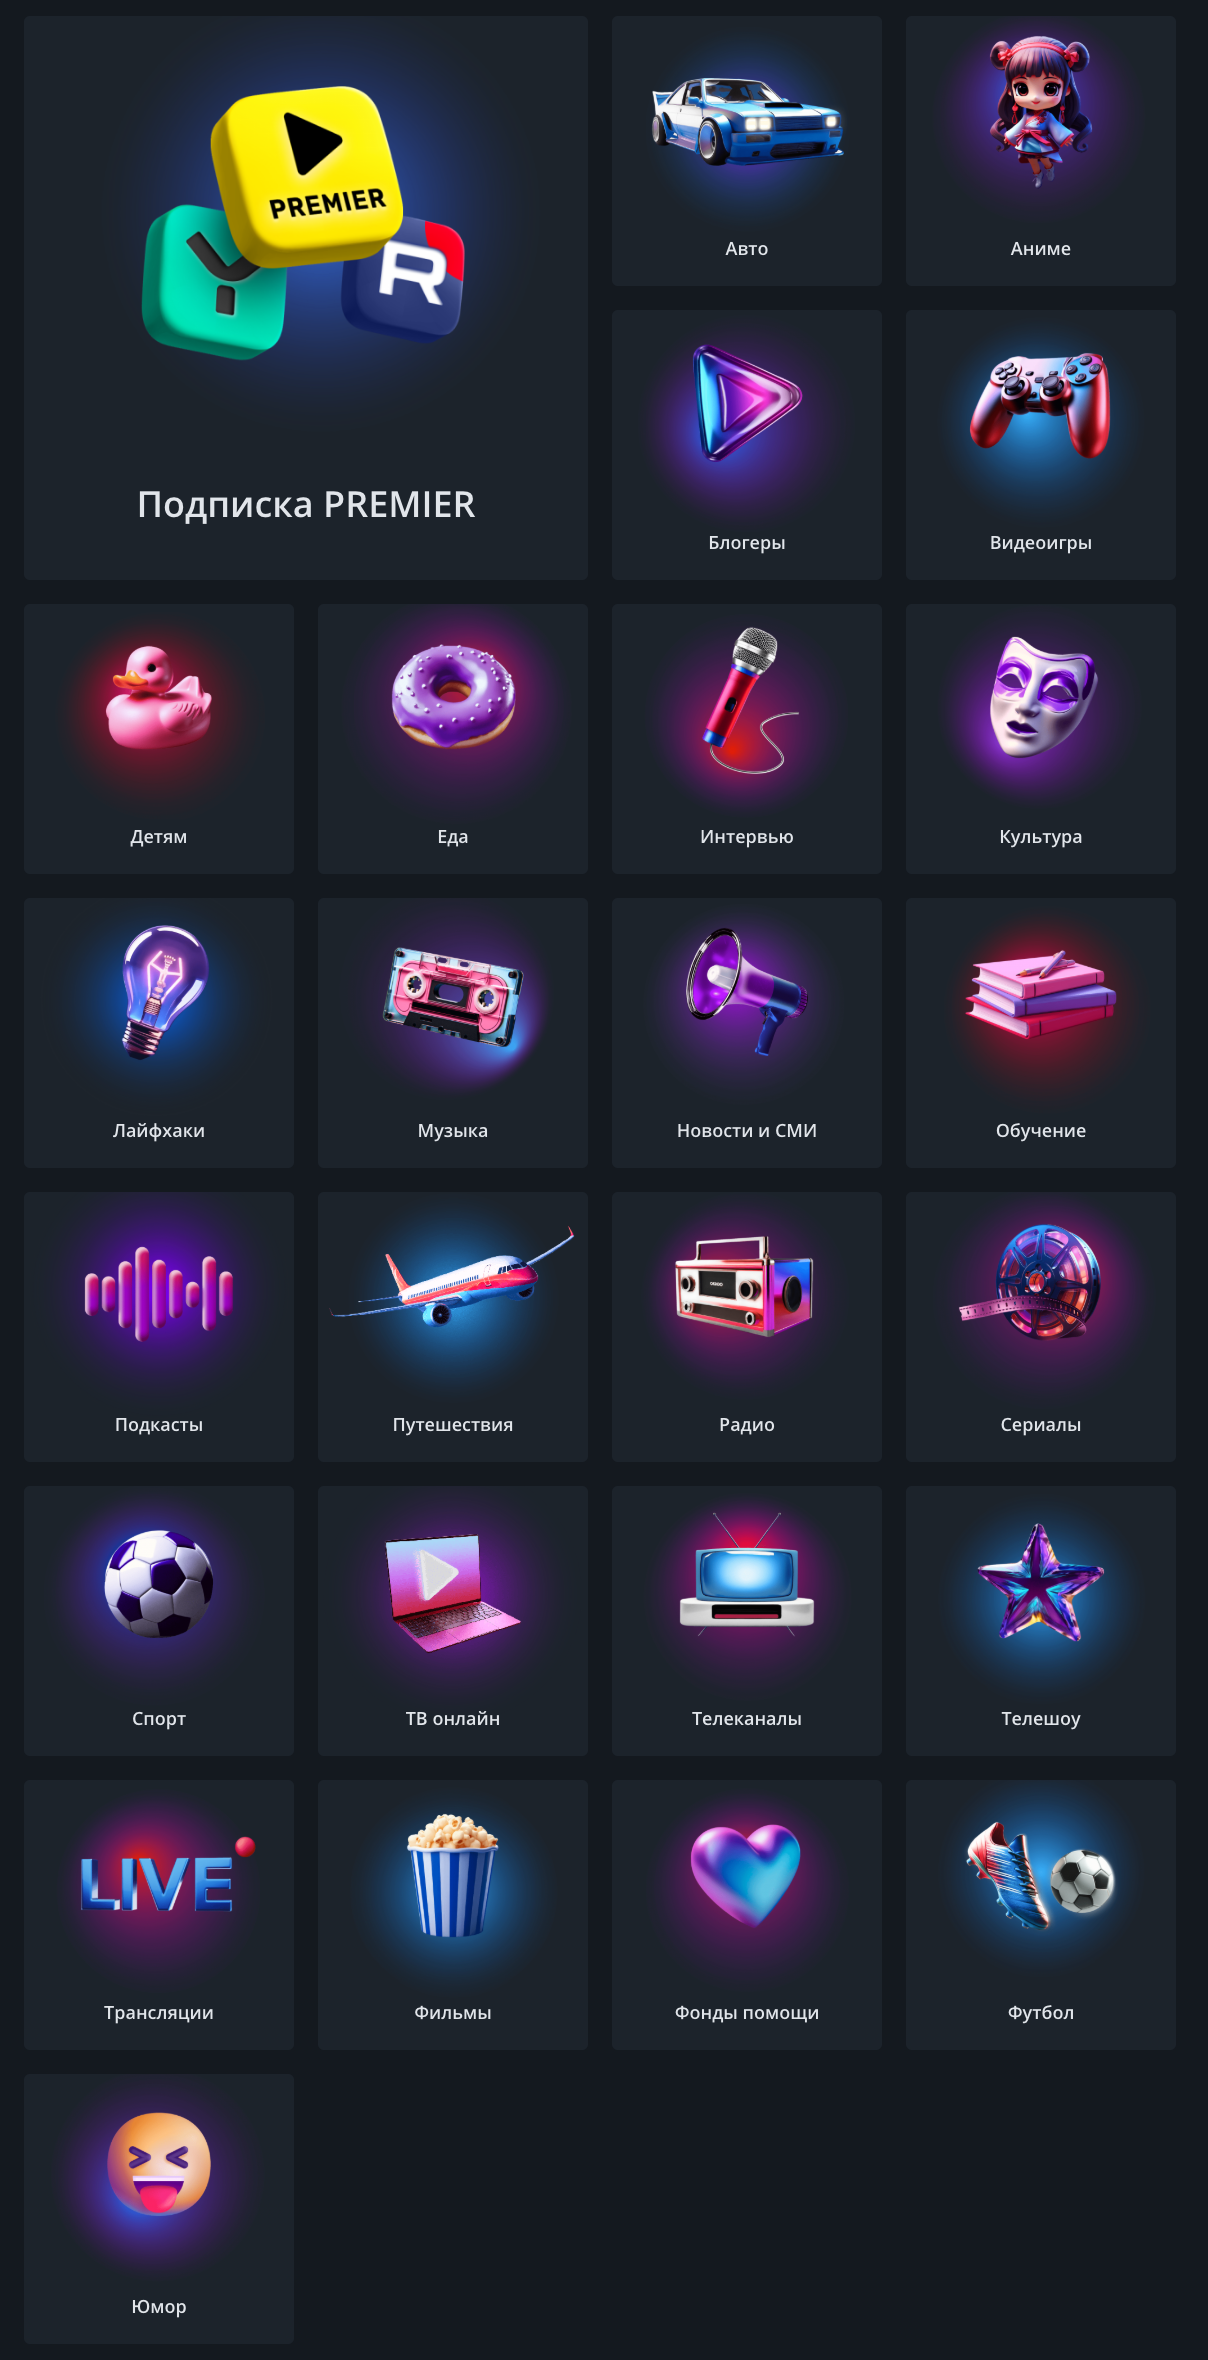 PREMIER
Y
R
Подписка PREMIER
Авто
Аниме
Блогеры
Видеоигры
Детям
Еда
Интервью
Культура
Лайфхаки
Музыка
Новости и СМИ
Обучение
Подкасты
Путешествия
Радио
Сериалы
Спорт
ТВ онлайн
Телеканалы
Телешоу
LIVE
Трансляции
Фильмы
Фонды помощи
Футбол
Юмор